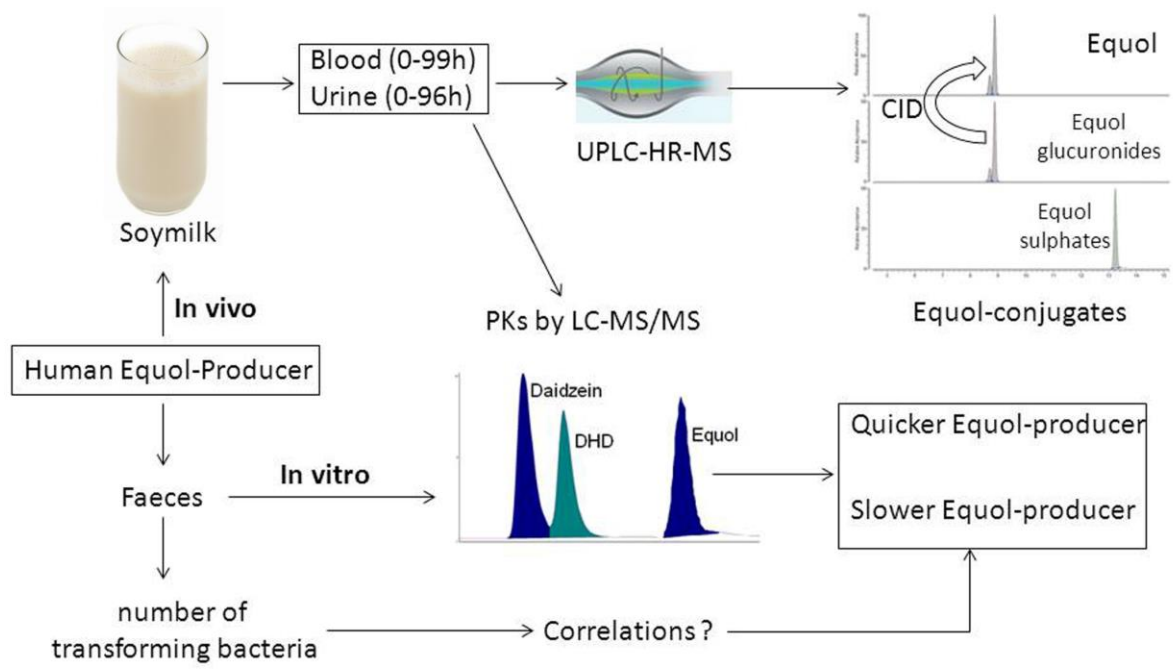 Blood (0-99h)
Urine (0-96h)
UPLC-HR-MS
Equol
CID
Equol
glucuronides
Equol
sulphates
Equol-conjugates
Soymilk
In vivo
Human Equol-Producer
PKs by LC-MS/MS
Daidzein
DHD
Equol
Quicker Equol-producer
Slower Equol-producer
Faeces
In vitro
number of
transforming bacteria
Correlations ?